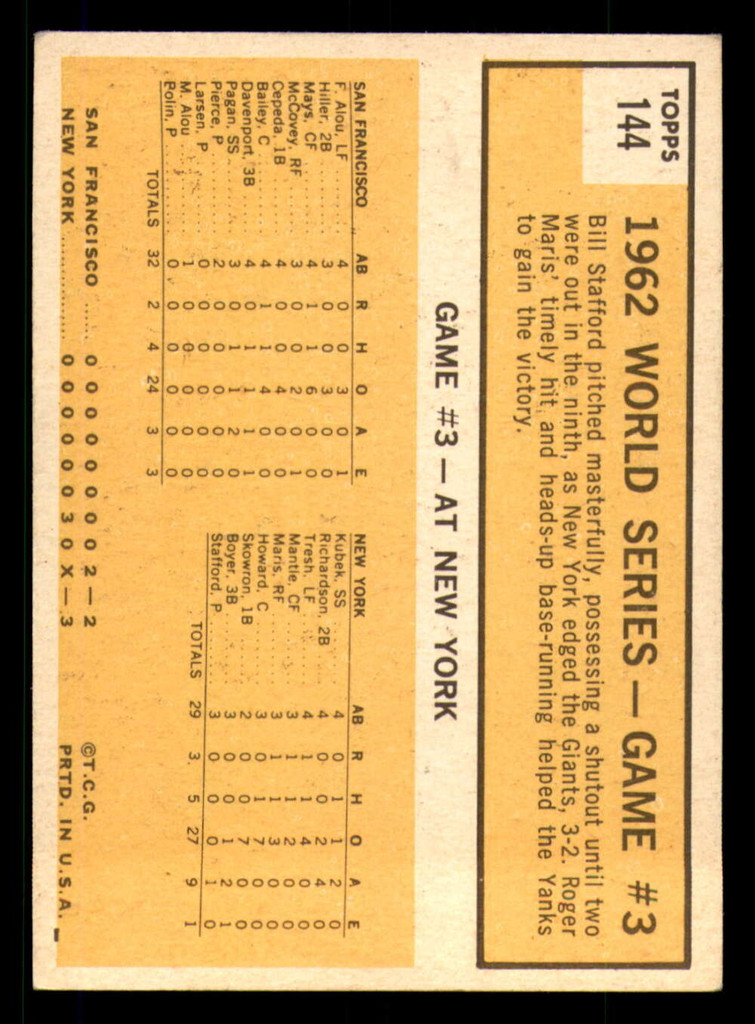 TOPPS
144
1962 WORLD SERIES — GAME #3
Bill Stafford pitched masterfully, possessing a shutout until two
were out in the ninth, as New York edged the Giants, 3-2. Roger
Maris' timely hit and heads-up base-running helped the Yanks
to gain the victory.
GAME #3 — AT NEW YORK
SAN FRANCISCO AB R H O A E
F. Alou, LF 4 0 0 3 0 1
Hiller, 2B 3 0 0 3 0 0
Mays, CF 4 1 1 6 0 0
McCovey, RF 3 0 0 2 0 1
Cepeda, 1B 4 0 0 4 0 0
Bailey, C 4 1 1 4 0 0
Davenport, 3B 4 0 1 1 1 1
Pagan, SS 3 0 1 1 2 0
Pierce, P 2 0 0 0 0 0
Larsen, P 0 0 0 0 0 0
M. Alou 1 0 0 0 0 0
Bolin, P 0 0 0 0 0 0
TOTALS 32 2 4 24 3 3
NEW YORK AB R H O A E
Kubek, SS 4 0 1 1 2 0
Richardson, 2B 4 0 0 2 4 0
Tresh, LF 4 1 1 4 0 0
Mantle, CF 3 1 1 2 0 0
Maris, RF 3 1 1 3 0 0
Howard, C 3 0 1 7 0 0
Skowron, 1B 2 0 0 7 0 0
Boyer, 3B 3 0 0 1 2 1
Stafford, P 3 0 0 0 1 0
TOTALS 29 3 5 27 9 1
SAN FRANCISCO ...... 0 0 0 0 0 0 0 0 2 — 2
NEW YORK ............... 0 0 0 0 0 0 3 0 X — 3
©T.C.G.
PRTD. IN U.S.A.